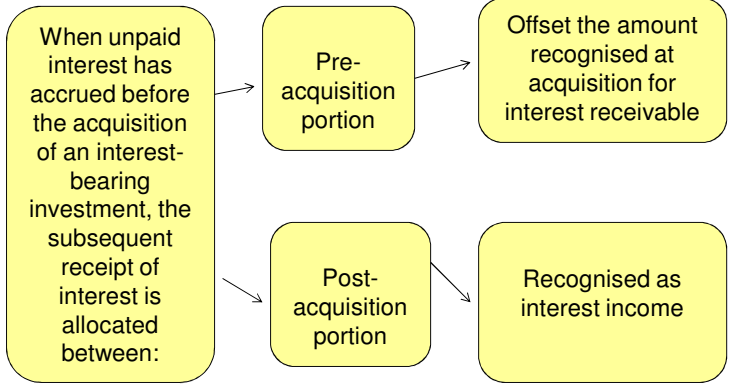 When unpaid
interest has
accrued before
the acquisition
of an interest-
bearing
investment, the
subsequent
receipt of
interest is
allocated
between:
Pre-
acquisition
portion
Offset the amount
recognised at
acquisition for
interest receivable
Post-
acquisition
portion
Recognised as
interest income